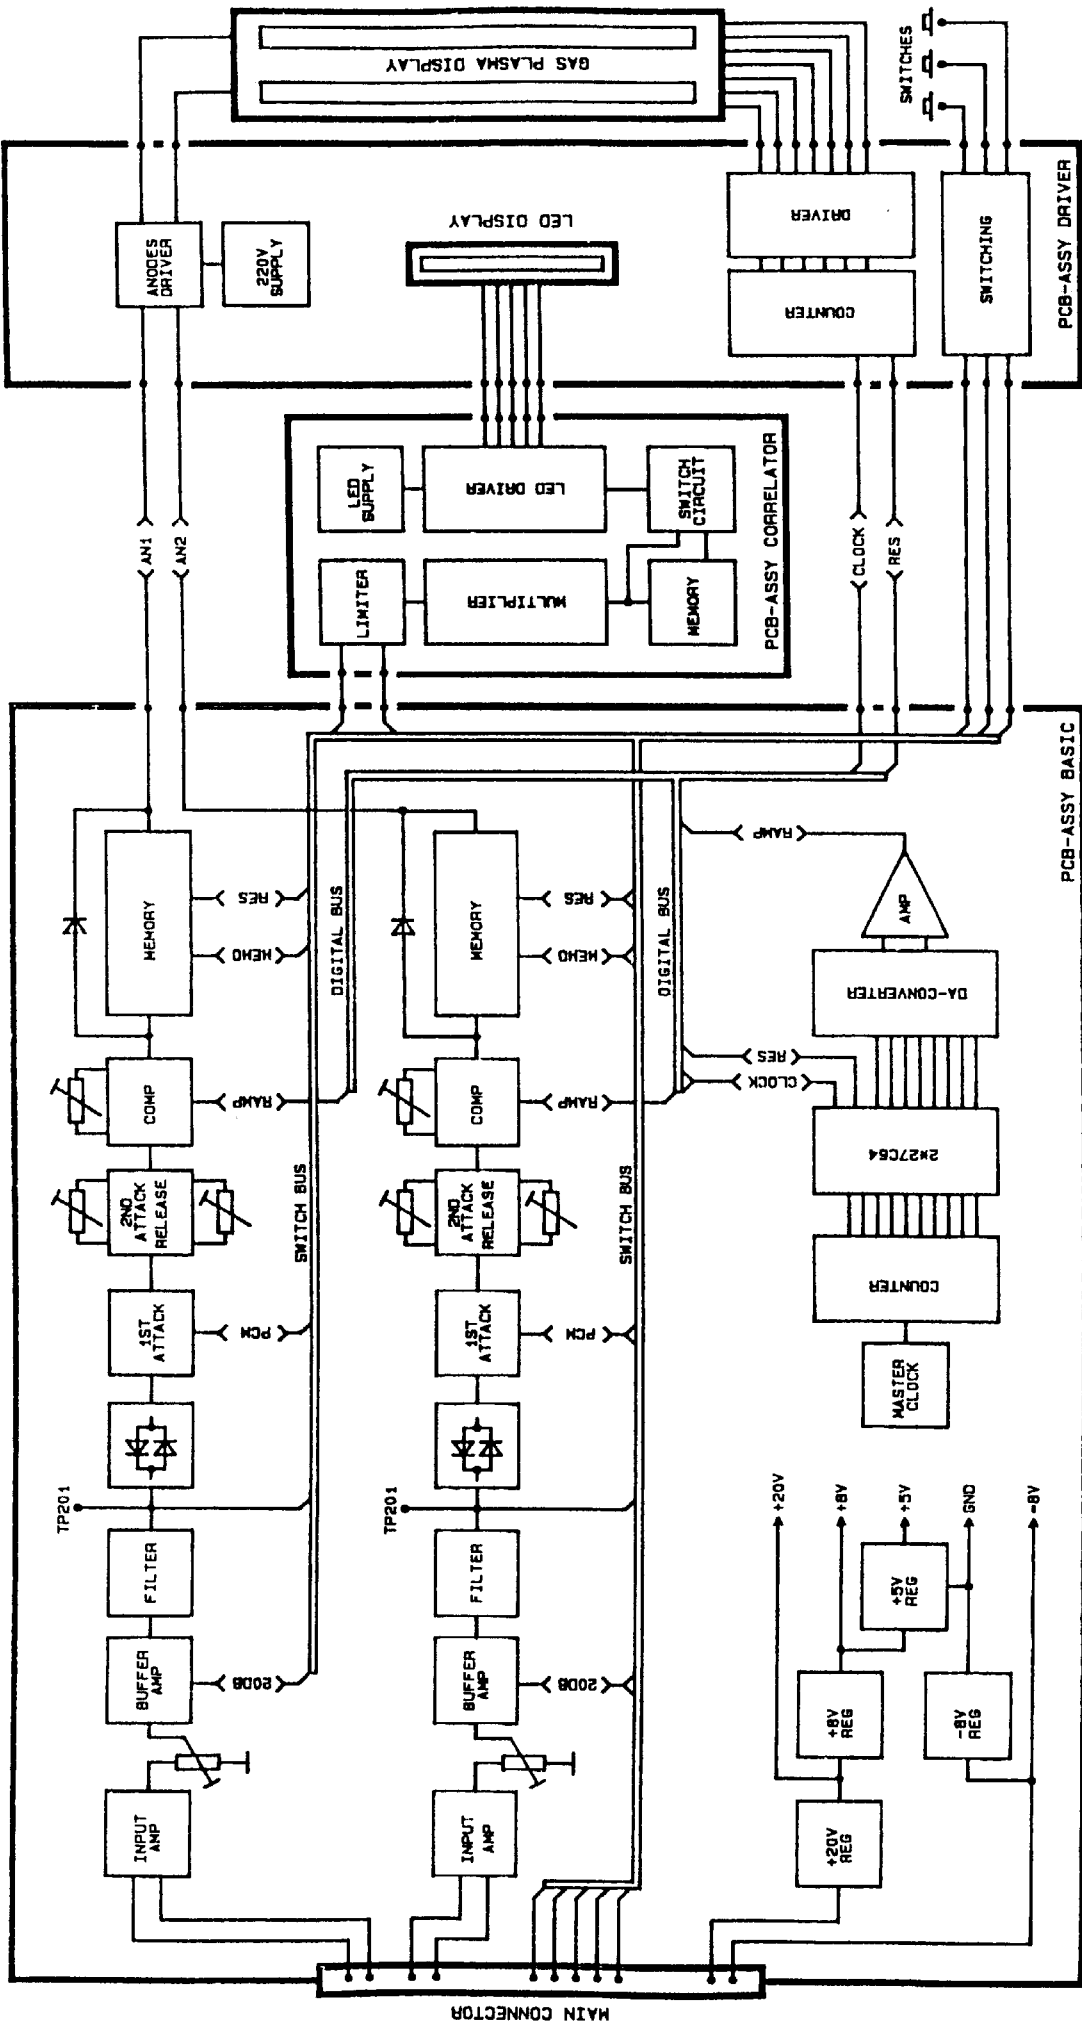 GAS PLASMA DISPLAY
SWITCHES
ANODES
DRIVER
220V
SUPPLY
LED DISPLAY
DRIVER
COUNTER
SWITCHING
PCB-ASSY DRIVER
AN1
AN2
LED
SUPPLY
LED DRIVER
SWITCH
CIRCUIT
LIMITER
MULTIPLIER
MEMORY
PCB-ASSY CORRELATOR
CLOCK
RES
PCB-ASSY BASIC
MEMORY
RES
MEMO
DIGITAL BUS
COMP
RAMP
2ND
ATTACK
RELEASE
SWITCH BUS
1ST
ATTACK
PCM
TP201
FILTER
BUFFER
AMP
20DB
INPUT
AMP
MEMORY
RES
MEMO
DIGITAL BUS
COMP
RAMP
2ND
ATTACK
RELEASE
SWITCH BUS
1ST
ATTACK
PCM
TP201
FILTER
BUFFER
AMP
20DB
INPUT
AMP
RAMP
AMP
DA-CONVERTER
RES
CLOCK
2*27C64
COUNTER
MASTER
CLOCK
+20V
+8V
+5V
GND
-8V
+5V
REG
+8V
REG
-8V
REG
+20V
REG
MAIN CONNECTOR